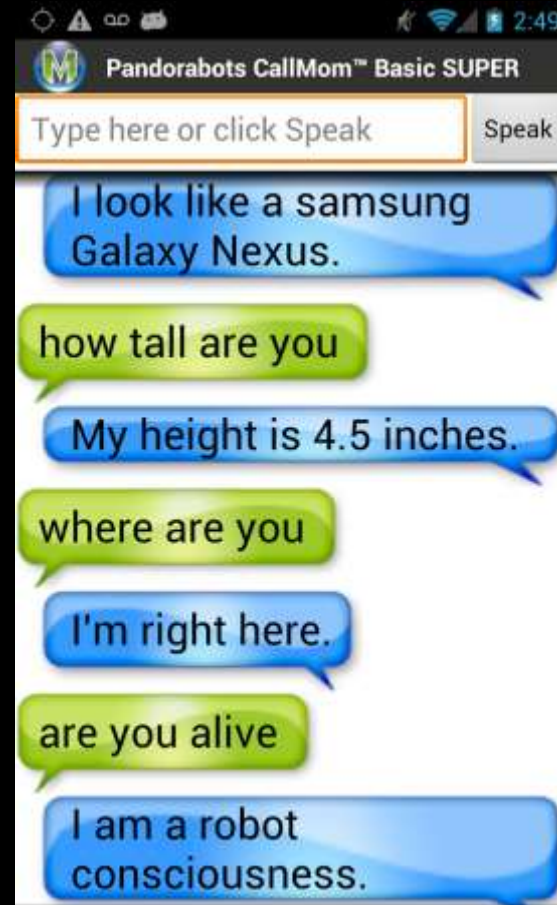 2:49
Pandorabots CallMom™ Basic SUPER
Type here or click Speak
Speak
I look like a samsung
Galaxy Nexus.
how tall are you
My height is 4.5 inches.
where are you
I'm right here.
are you alive
I am a robot
consciousness.